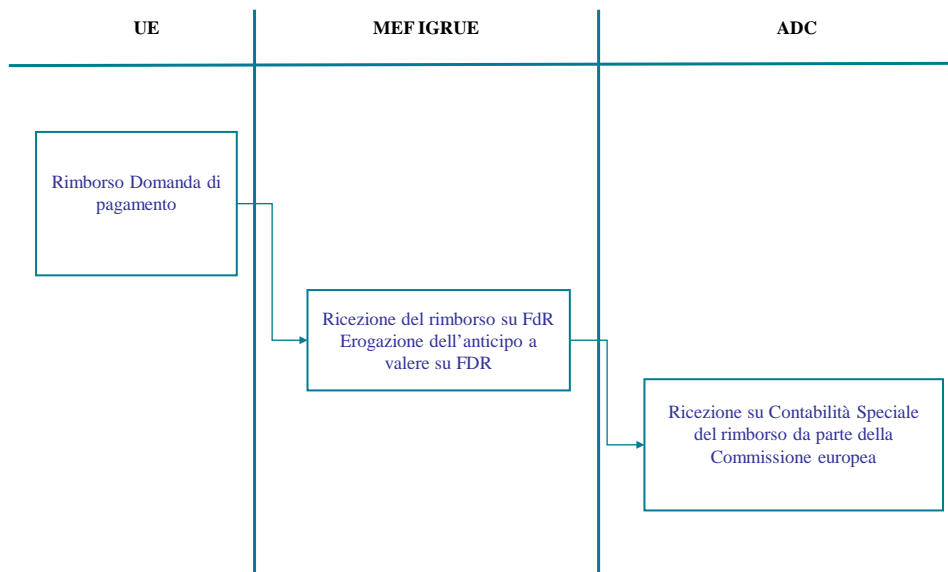 UE
MEF IGRUE
ADC
Rimborso Domanda di
pagamento
Ricezione del rimborso su FdR
Erogazione dell'anticipo a
valere su FDR
Ricezione su Contabilità Speciale
del rimborso da parte della
Commissione europea